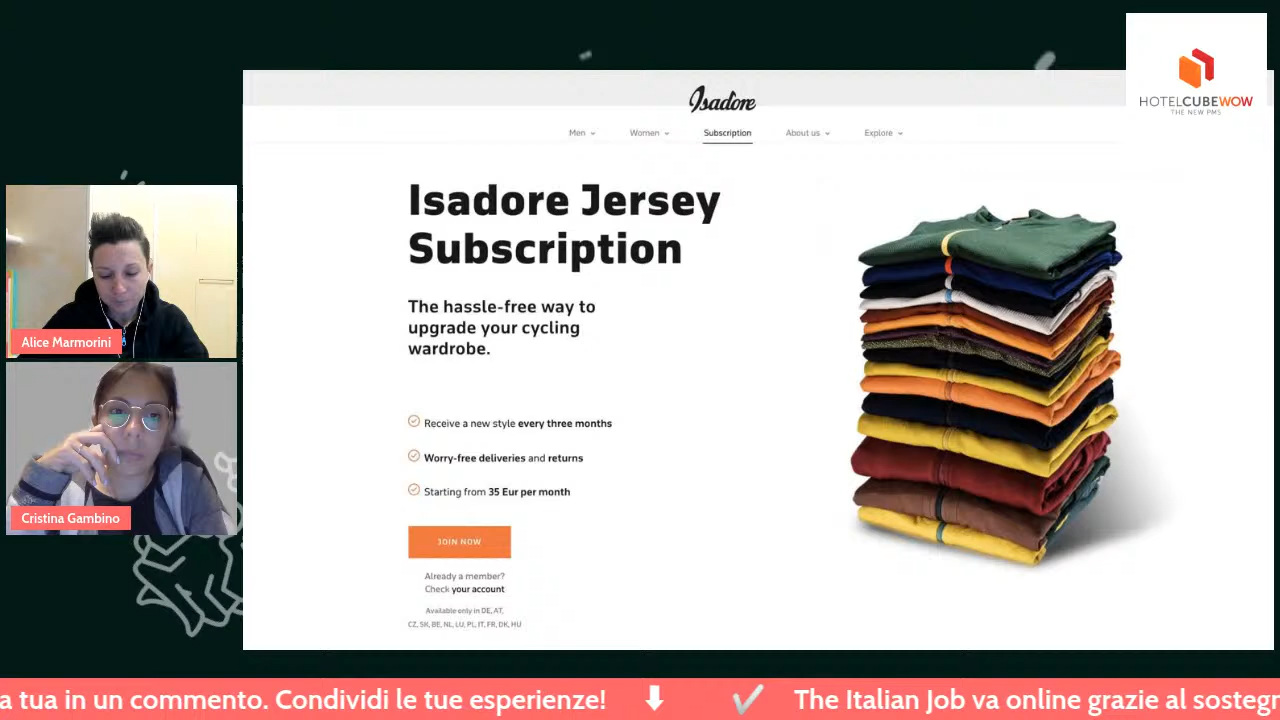 HOTELCUBEWOW
THE NEW PMS
Isadore
Men
Women
Subscription
About us
Explore
Isadore Jersey
Subscription
The hassle-free way to
upgrade your cycling
wardrobe.
Receive a new style every three months
Worry-free deliveries and returns
Starting from 35 Eur per month
JOIN NOW
Already a member?
Check your account
Available only in DE, AT,
CZ, SK, BE, NL, LU, PL, IT, FR, DK, HU
Alice Marmorini
Cristina Gambino
a tua in un commento. Condividi le tue esperienze!
The Italian Job va online grazie al sostegn